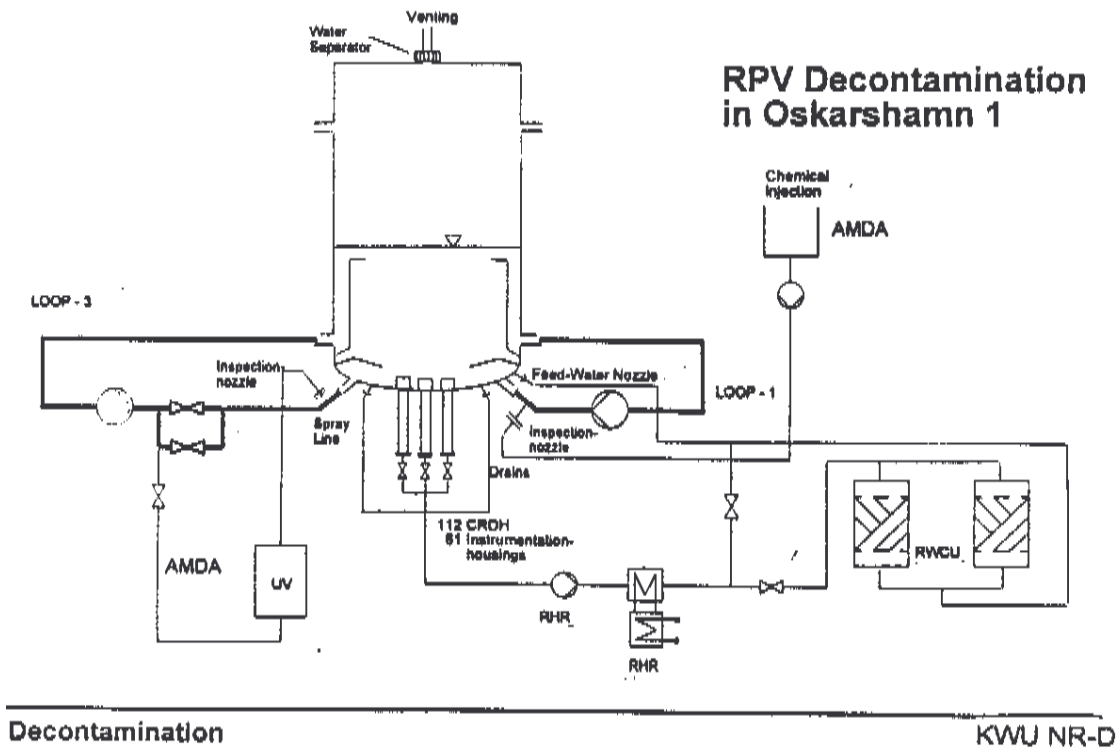 Venting
Water
Separator
RPV Decontamination
in Oskarshamn 1
Chemical
Injection
AMDA
LOOP - 3
Inspection-
nozzle
Feed-Water Nozzle
LOOP - 1
Spray
Line
Inspection-
nozzle
Drains
112 CRDH
61 Instrumentation-
housings
RWCU
AMDA
UV
RHR
RHR
Decontamination
KWU NR-D